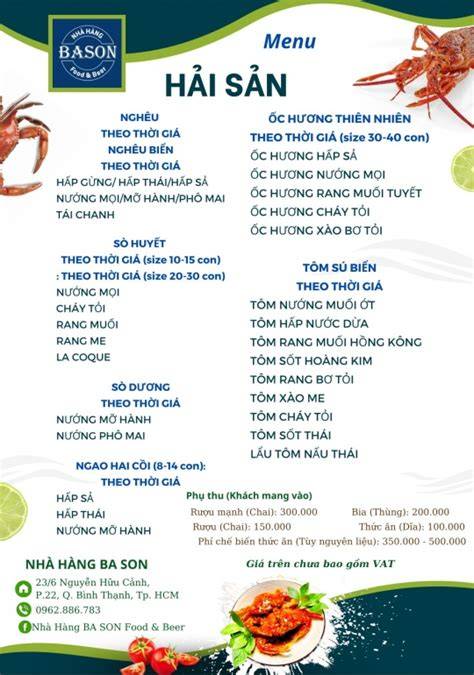 NHÀ HÀNG
BASON
Food & Beer
Menu
HẢI SẢN
NGHÊU
THEO THỜI GIÁ
NGHÊU BIỂN
THEO THỜI GIÁ
HẤP GỪNG/ HẤP THÁI/HẤP SẢ
NƯỚNG MỌI/MỠ HÀNH/PHÔ MAI
TÁI CHANH
SÒ HUYẾT
THEO THỜI GIÁ (size 10-15 con)
: THEO THỜI GIÁ (size 20-30 con)
NƯỚNG MỌI
CHÁY TỎI
RANG MUỐI
RANG ME
LA COQUE
SÒ DƯƠNG
THEO THỜI GIÁ
NƯỚNG MỠ HÀNH
NƯỚNG PHÔ MAI
NGAO HAI CỒI (8-14 con):
THEO THỜI GIÁ
HẤP SẢ
HẤP THÁI
NƯỚNG MỠ HÀNH
ỐC HƯƠNG THIÊN NHIÊN
THEO THỜI GIÁ (size 30-40 con)
ỐC HƯƠNG HẤP SẢ
ỐC HƯƠNG NƯỚNG MỌI
ỐC HƯƠNG RANG MUỐI TUYẾT
ỐC HƯƠNG CHÁY TỎI
ỐC HƯƠNG XÀO BƠ TỎI
TÔM SÚ BIỂN
THEO THỜI GIÁ
TÔM NƯỚNG MUỐI ỚT
TÔM HẤP NƯỚC DỪA
TÔM RANG MUỐI HỒNG KÔNG
TÔM SỐT HOÀNG KIM
TÔM RANG BƠ TỎI
TÔM XÀO ME
TÔM CHÁY TỎI
TÔM SỐT THÁI
LẨU TÔM NẤU THÁI
Phụ thu (Khách mang vào)
Rượu mạnh (Chai): 300.000 Bia (Thùng): 200.000
Rượu (Chai): 150.000 Thức ăn (Dĩa): 100.000
Phí chế biến thức ăn (Tùy nguyên liệu): 350.000 - 500.000
Giá trên chưa bao gồm VAT
NHÀ HÀNG BA SON
23/6 Nguyễn Hữu Cảnh,
P.22, Q. Bình Thạnh, Tp. HCM
0962.886.783
Nhà Hàng BA SON Food & Beer